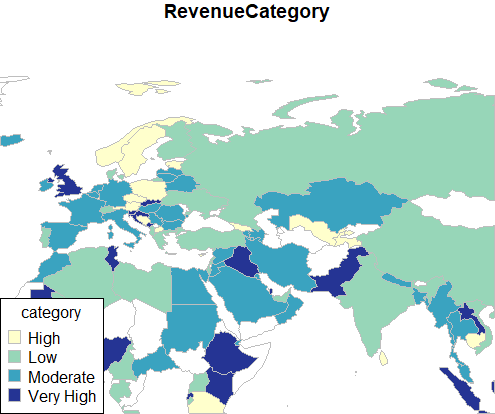 RevenueCategory
category
High
Low
Moderate
Very High